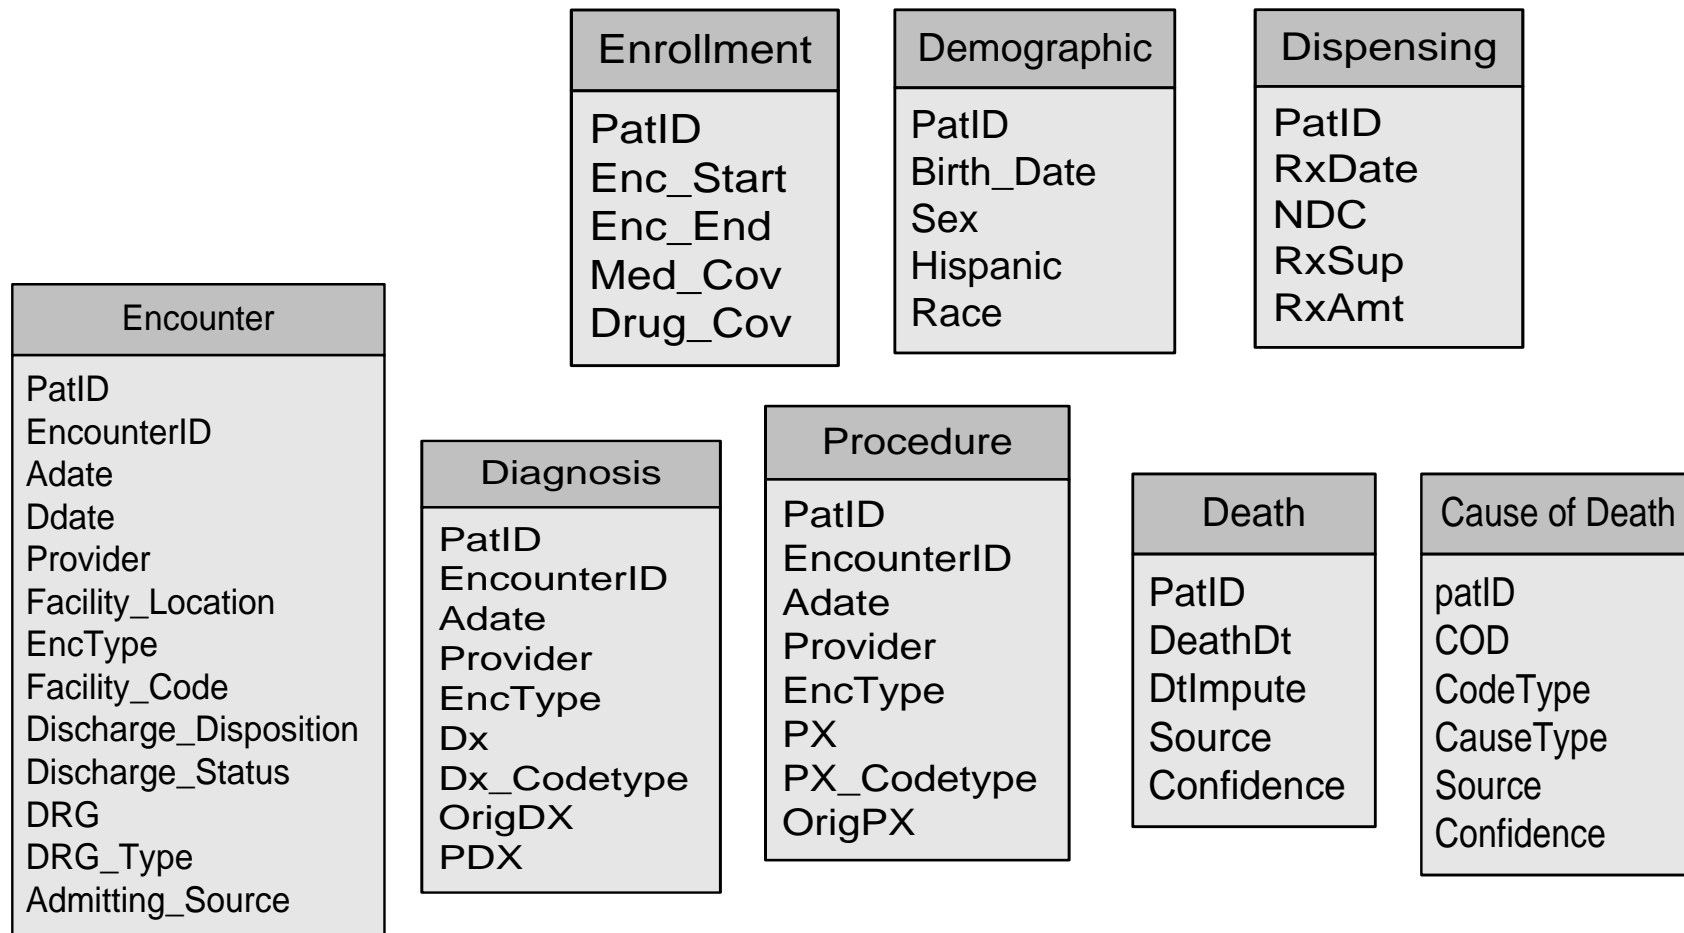 Enrollment
PatID
Enc_Start
Enc_End
Med_Cov
Drug_Cov
Demographic
PatID
Birth_Date
Sex
Hispanic
Race
Dispensing
PatID
RxDate
NDC
RxSup
RxAmt
Encounter
PatID
EncounterID
Adate
Ddate
Provider
Facility_Location
EncType
Facility_Code
Discharge_Disposition
Discharge_Status
DRG
DRG_Type
Admitting_Source
Diagnosis
PatID
EncounterID
Adate
Provider
EncType
Dx
Dx_Codetype
OrigDX
PDX
Procedure
PatID
EncounterID
Adate
Provider
EncType
PX
PX_Codetype
OrigPX
Death
PatID
DeathDt
DtImpute
Source
Confidence
Cause of Death
patID
COD
CodeType
CauseType
Source
Confidence